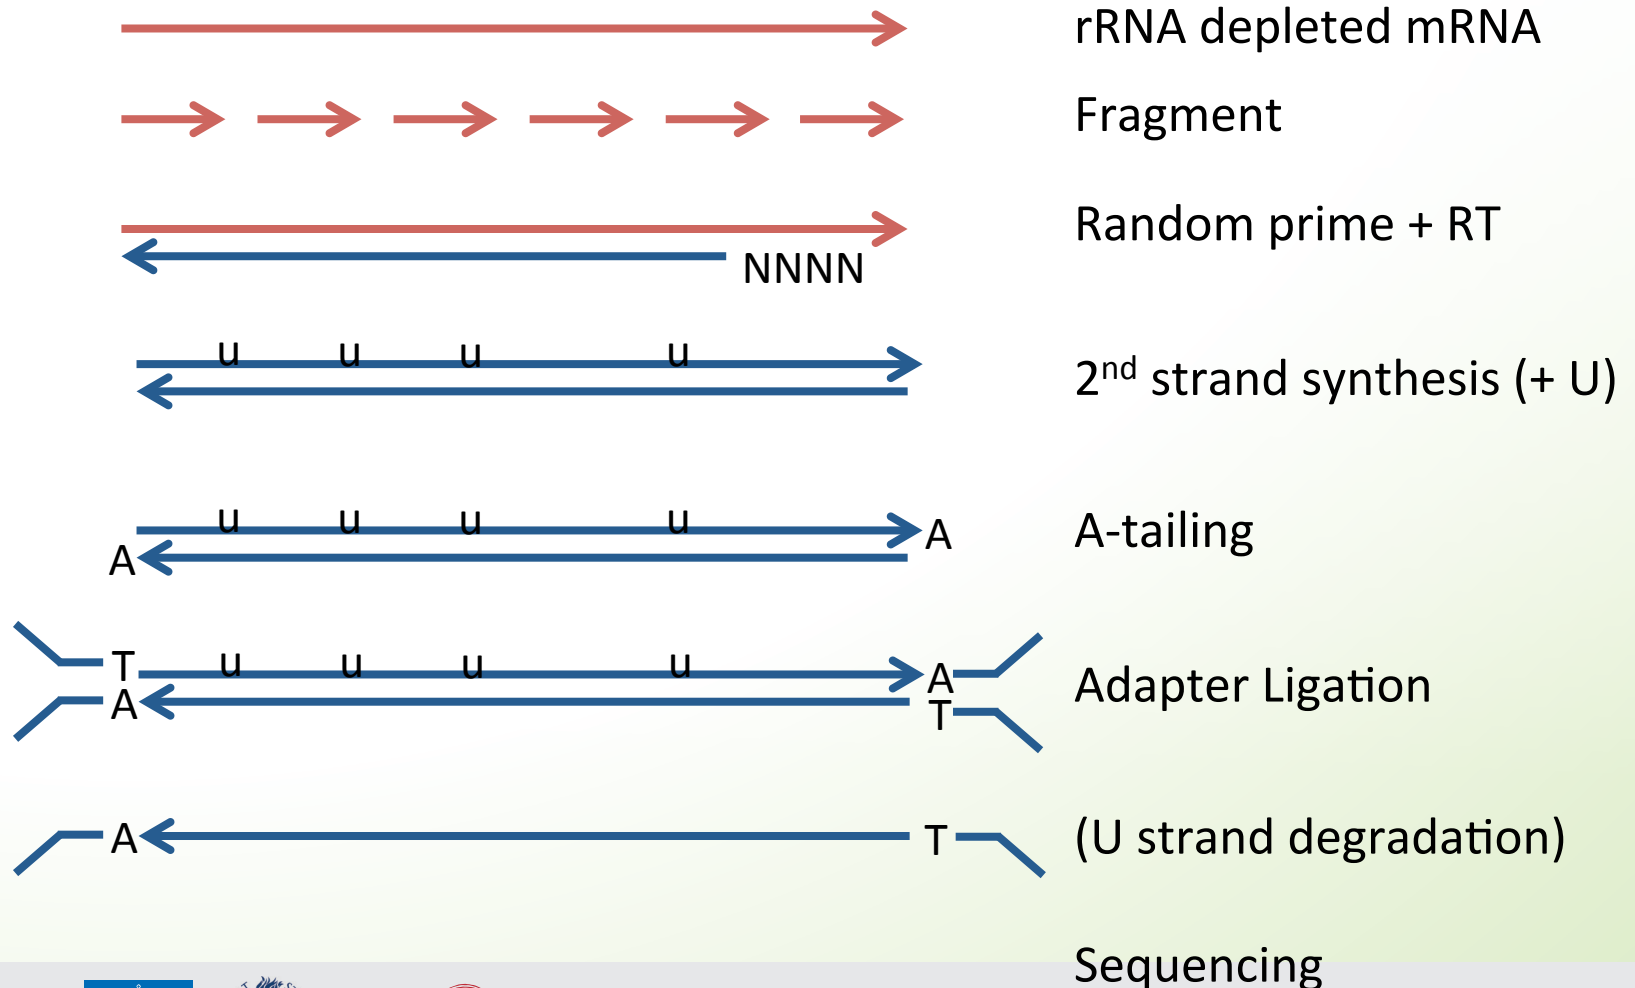 rRNA depleted mRNA
Fragment
Random prime + RT
NNNN
u u u u
2nd strand synthesis (+ U)
u u u u
A A
A-tailing
T u u u u A
A T
Adapter Ligation
A T
(U strand degradation)
Sequencing